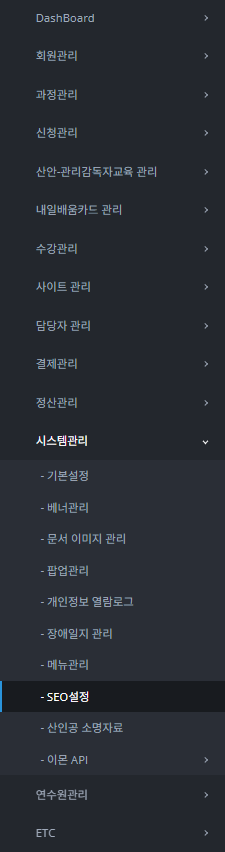 DashBoard
회원관리
과정관리
신청관리
산안-관리감독자교육 관리
내일배움카드 관리
수강관리
사이트 관리
담당자 관리
결제관리
정산관리
시스템관리
- 기본설정
- 베너관리
- 문서 이미지 관리
- 팝업관리
- 개인정보 열람로그
- 장애일지 관리
- 메뉴관리
- SEO설정
- 산인공 소명자료
- 이몬 API
연수원관리
ETC